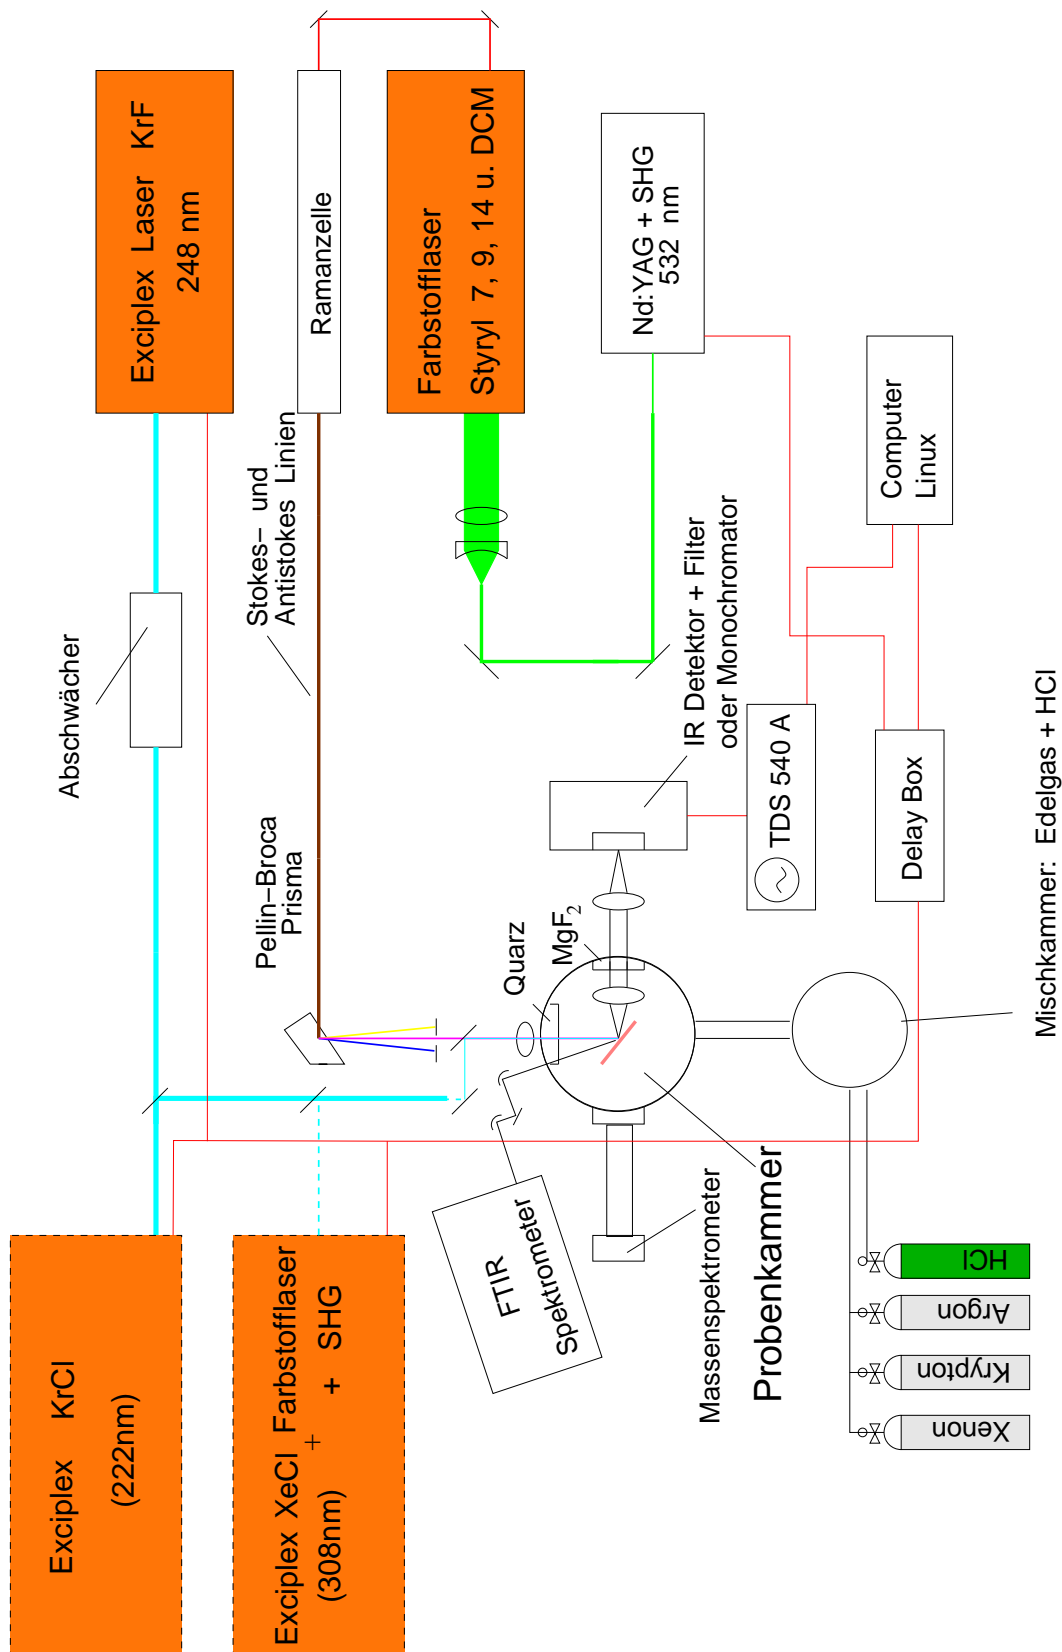 Exciplex KrCl
(222nm)
Exciplex XeCl Farbstofflaser
+
(308nm) + SHG
Exciplex Laser KrF
248 nm
Abschwächer
Stokes– und
Antistokes Linien
Ramanzelle
Farbstofflaser
Styryl 7, 9, 14 u. DCM
Nd:YAG + SHG
532 nm
Pellin–Broca
Prisma
Quarz
MgF2
IR Detektor + Filter
oder Monochromator
TDS 540 A
Computer
Linux
Delay Box
FTIR
Spektrometer
Massenspektrometer
Probenkammer
Mischkammer: Edelgas + HCl
Xenon
Krypton
Argon
HCl